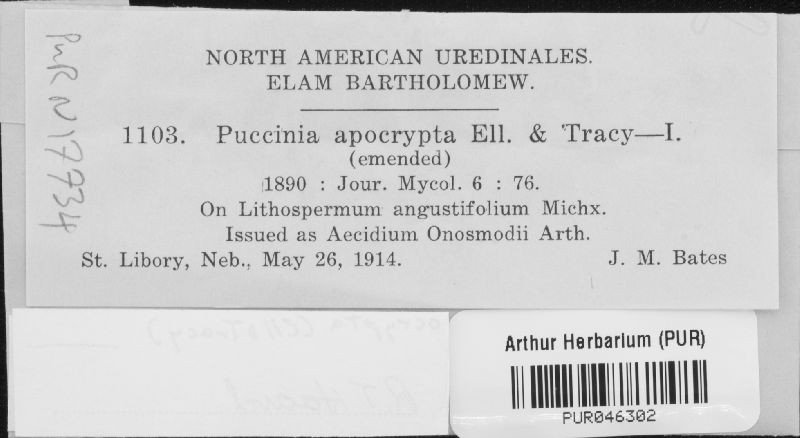 PUR N17734
NORTH AMERICAN UREDINALES.
ELAM BARTHOLOMEW.
1103. Puccinia apocrypta Ell. & Tracy—I.
(emended)
1890 : Jour. Mycol. 6 : 76.
On Lithospermum angustifolium Michx.
Issued as Aecidium Onosmodii Arth.
St. Libory, Neb., May 26, 1914. J. M. Bates
Arthur Herbarium (PUR)
PUR046302